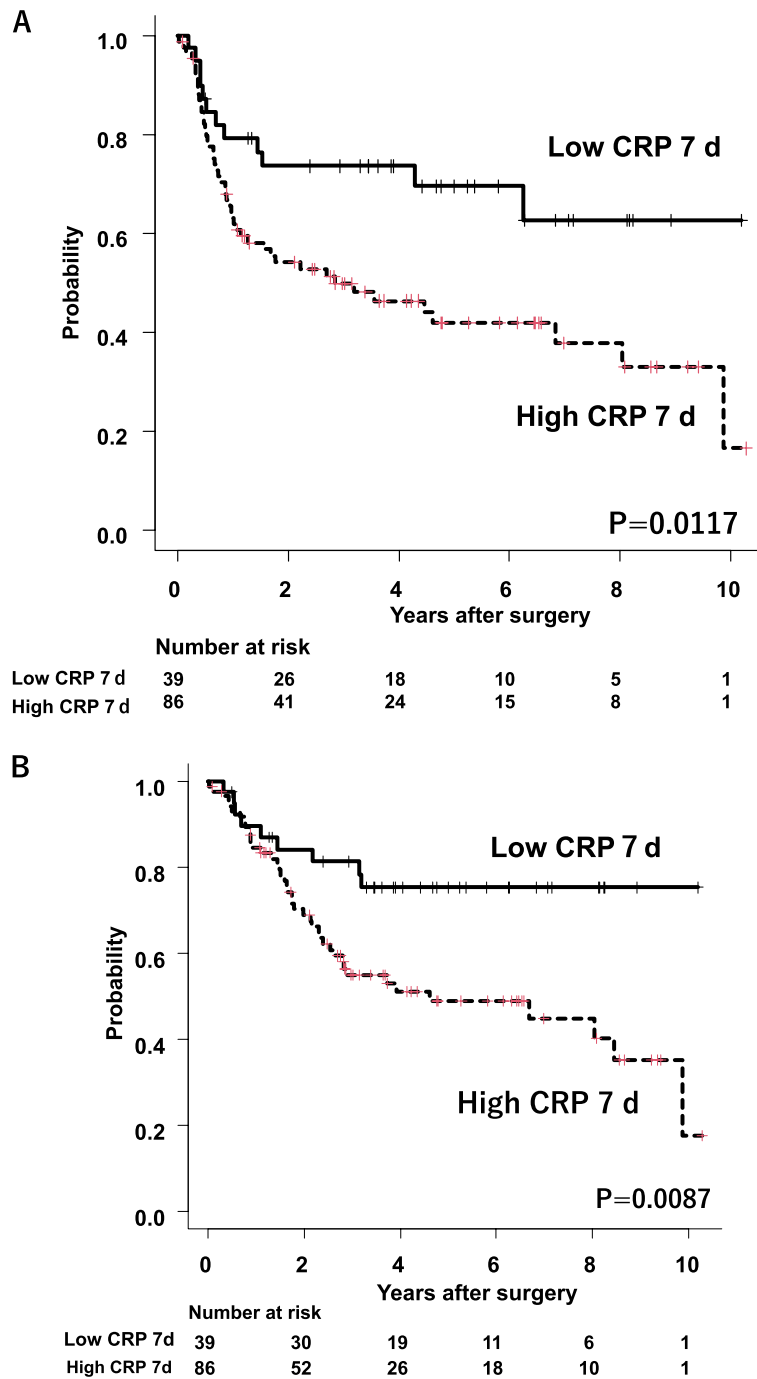 A
1.0
0.8
0.6
0.4
0.2
0.0
Probability
Low CRP 7 d
High CRP 7 d
P=0.0117
0 2 4 6 8 10
Years after surgery
Number at risk
Low CRP 7 d 39 26 18 10 5 1
High CRP 7 d 86 41 24 15 8 1
B
1.0
0.8
0.6
0.4
0.2
0.0
Probability
Low CRP 7 d
High CRP 7 d
P=0.0087
0 2 4 6 8 10
Years after surgery
Number at risk
Low CRP 7d 39 30 19 11 6 1
High CRP 7d 86 52 26 18 10 1